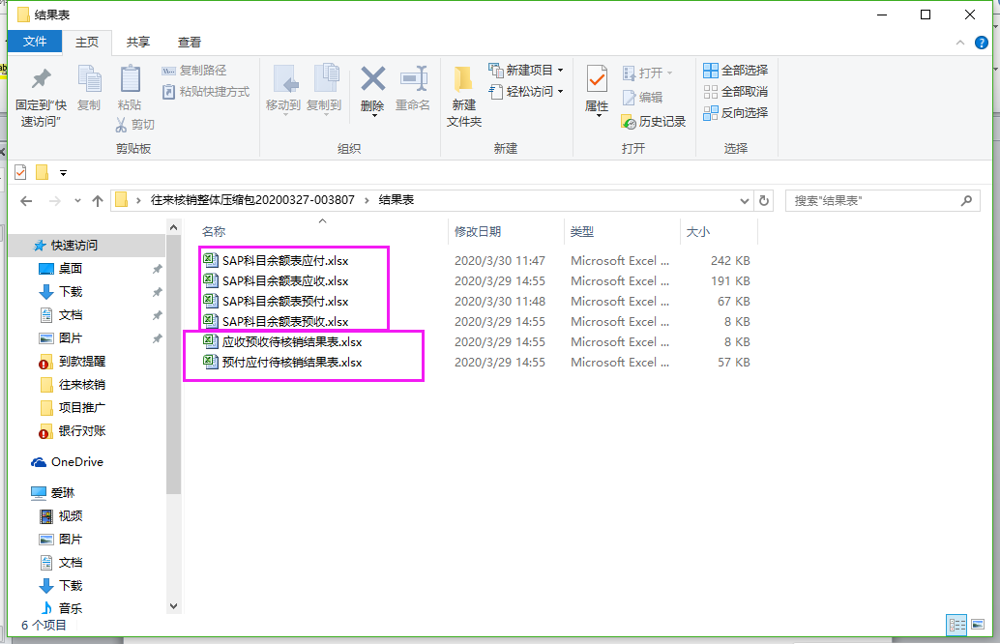 结果表
文件 主页 共享 查看
固定到"快速访问"
复制
粘贴
复制路径
粘贴快捷方式
剪切
剪贴板
移动到
复制到
删除
重命名
组织
新建文件夹
新建项目
轻松访问
新建
属性
打开
编辑
历史记录
打开
全部选择
全部取消
反向选择
选择
往来核销整体压缩包20200327-003807 › 结果表
搜索"结果表"
名称 修改日期 类型 大小
SAP科目余额表应付.xlsx 2020/3/30 11:47 Microsoft Excel ... 242 KB
SAP科目余额表应收.xlsx 2020/3/29 14:55 Microsoft Excel ... 191 KB
SAP科目余额表预付.xlsx 2020/3/30 11:48 Microsoft Excel ... 67 KB
SAP科目余额表预收.xlsx 2020/3/29 14:55 Microsoft Excel ... 8 KB
应收预收待核销结果表.xlsx 2020/3/29 14:55 Microsoft Excel ... 8 KB
预付应付待核销结果表.xlsx 2020/3/29 14:55 Microsoft Excel ... 57 KB
快速访问
桌面
下载
文档
图片
到款提醒
往来核销
项目推广
银行对账
OneDrive
爱琳
视频
图片
文档
下载
音乐
6 个项目